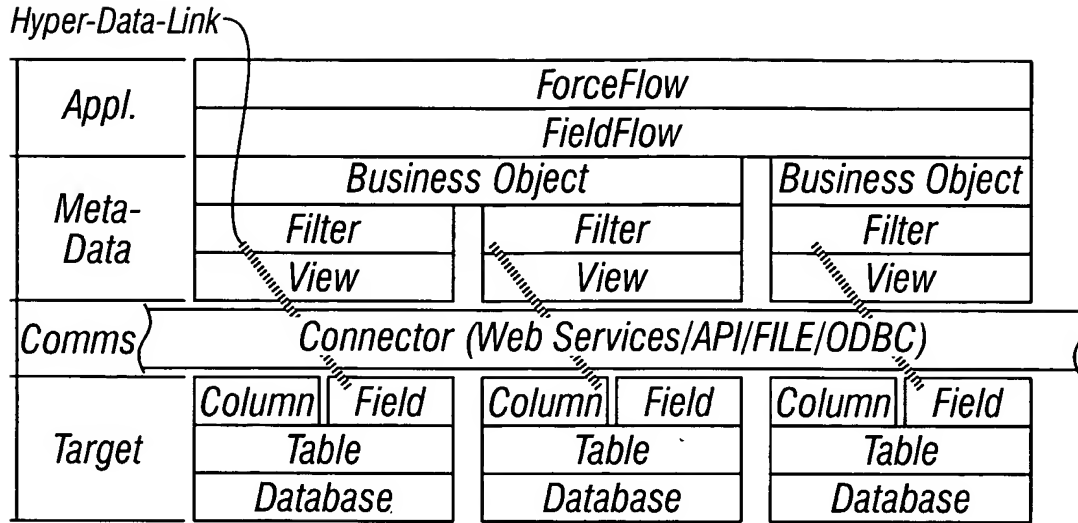 Hyper-Data-Link
Appl.
ForceFlow
FieldFlow
Meta-
Data
Business Object Business Object
Filter Filter Filter
View View View
Comms
Connector (Web Services/API/FILE/ODBC)
Target
Column Field Column Field Column Field
Table Table Table
Database Database Database